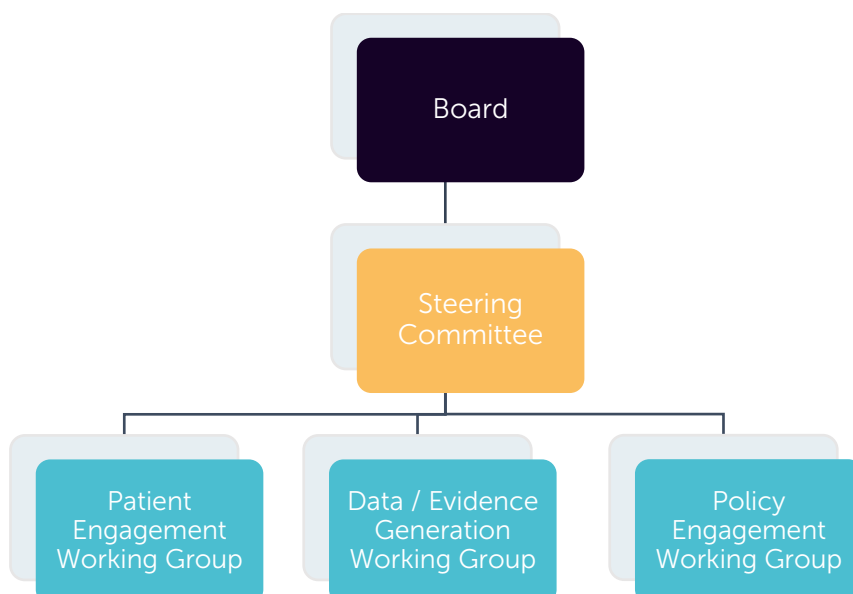 Board
Steering
Committee
Patient
Engagement
Working Group
Data / Evidence
Generation
Working Group
Policy
Engagement
Working Group